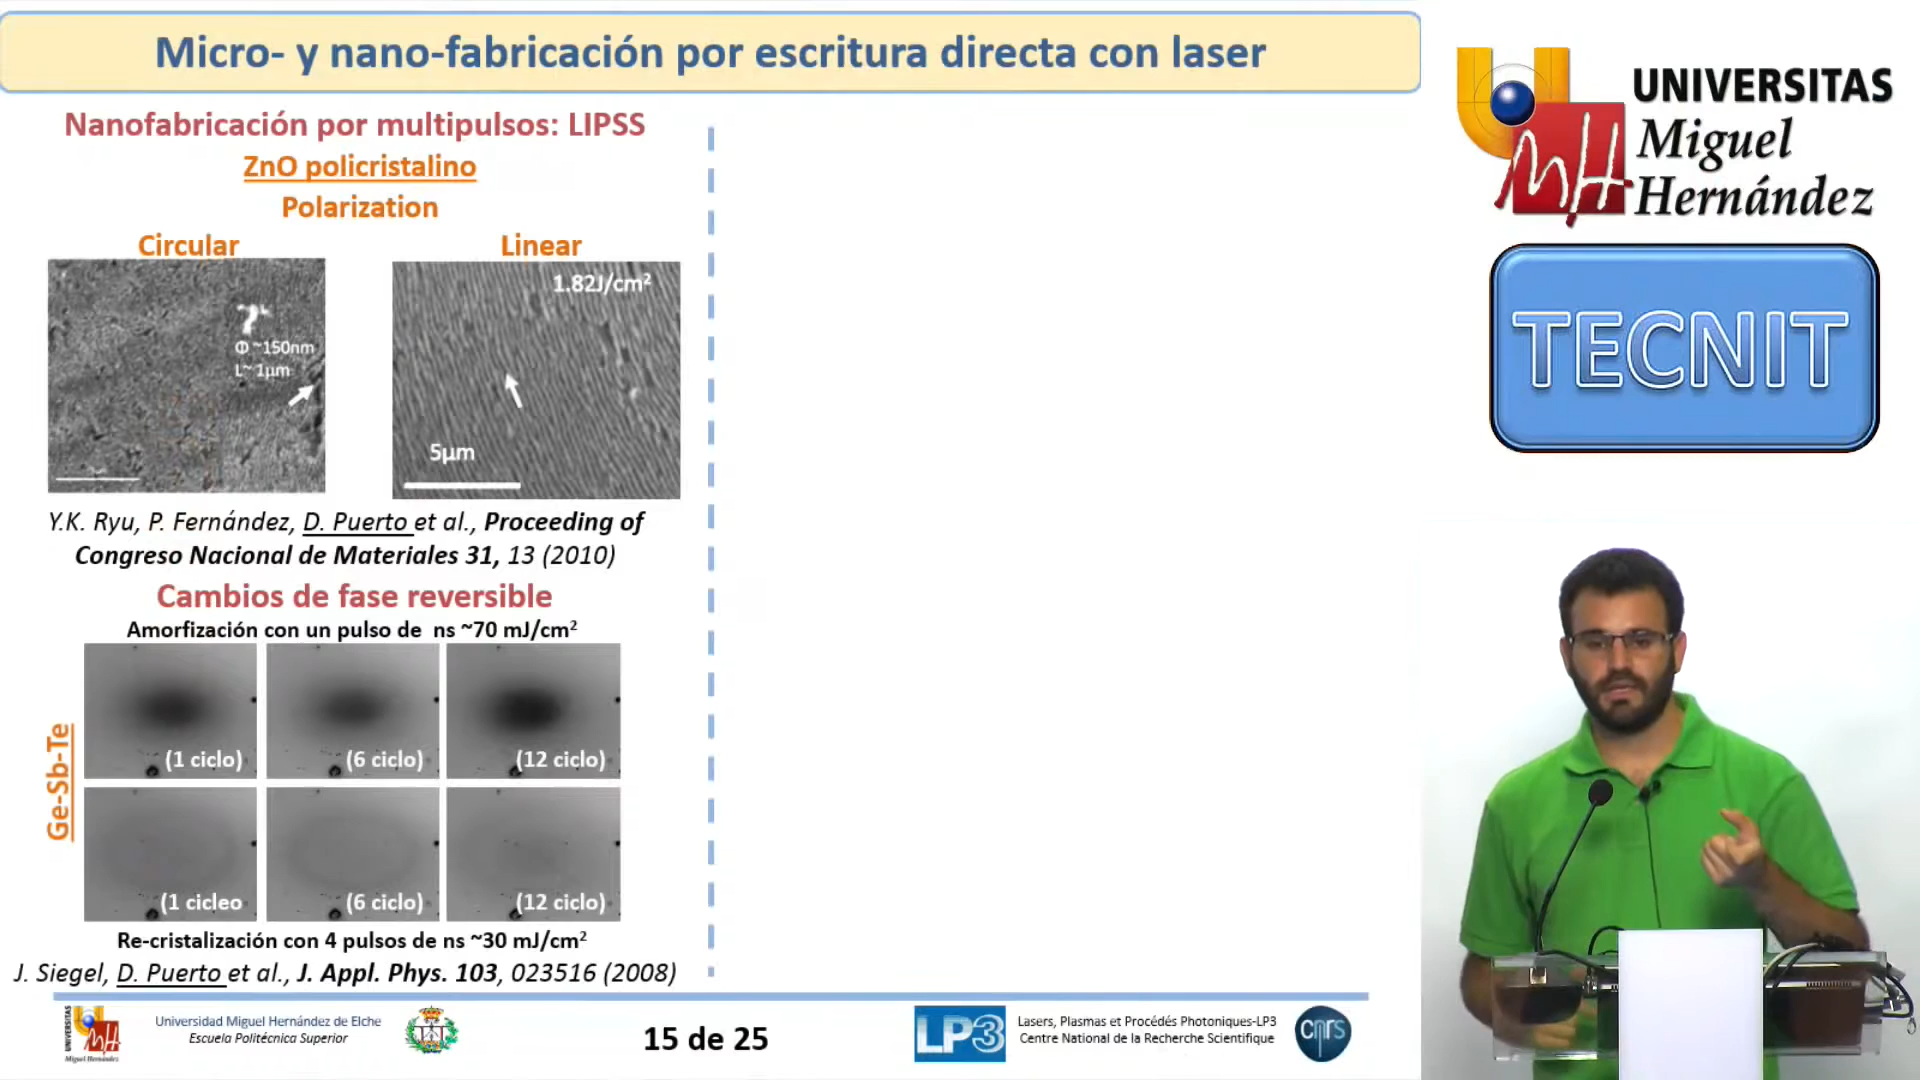 Micro- y nano-fabricación por escritura directa con laser
Nanofabricación por multipulsos: LIPSS
ZnO policristalino
Polarization
Circular
Linear
Φ ~150nm
L~ 1µm
1.82J/cm²
5µm
Y.K. Ryu, P. Fernández, D. Puerto et al., Proceeding of
Congreso Nacional de Materiales 31, 13 (2010)
Cambios de fase reversible
Amorfización con un pulso de ns ~70 mJ/cm²
Ge-Sb-Te
(1 ciclo)
(6 ciclo)
(12 ciclo)
(1 cicleo
(6 ciclo)
(12 ciclo)
Re-cristalización con 4 pulsos de ns ~30 mJ/cm²
J. Siegel, D. Puerto et al., J. Appl. Phys. 103, 023516 (2008)
UNIVERSITAS
Miguel Hernández
Universidad Miguel Hernández de Elche
Escuela Politécnica Superior
15 de 25
LP3
Lasers, Plasmas et Procédés Photoniques-LP3
Centre National de la Recherche Scientifique
cnrs
UNIVERSITAS
Miguel
Hernández
TECNIT